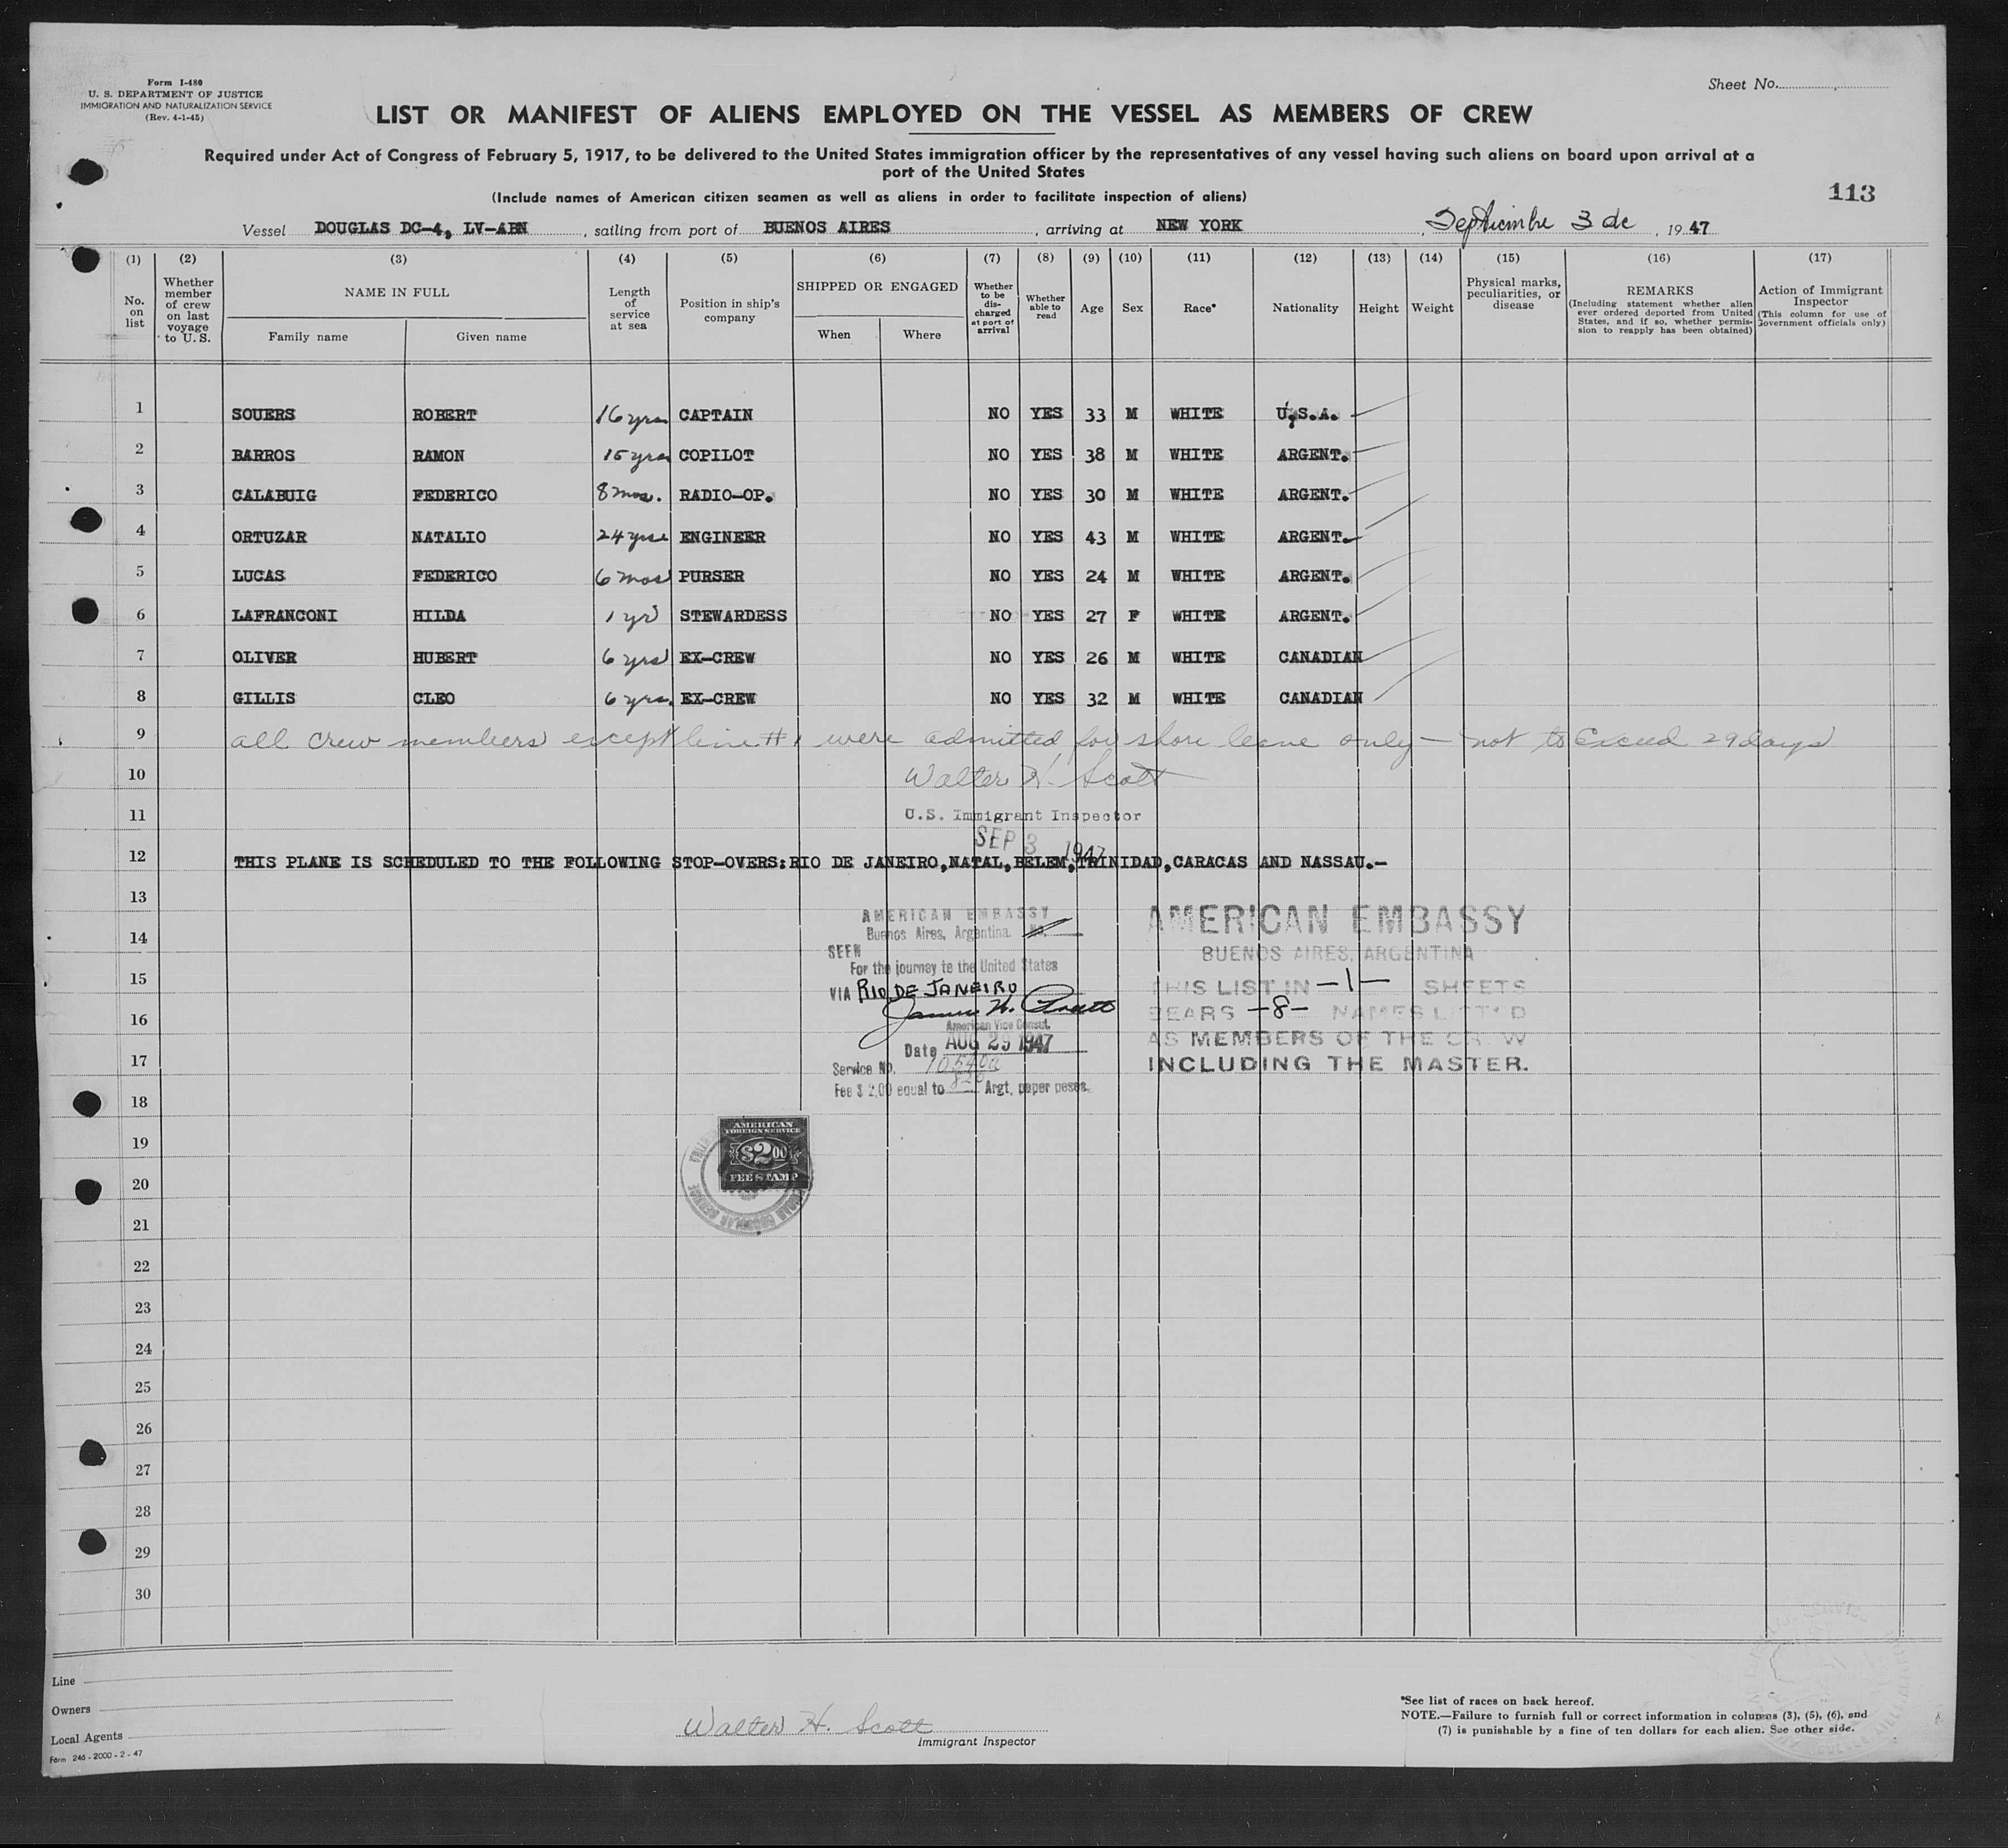 Form I-480
U. S. DEPARTMENT OF JUSTICE
IMMIGRATION AND NATURALIZATION SERVICE
(Rev. 4-1-45)
Sheet No.
LIST OR MANIFEST OF ALIENS EMPLOYED ON THE VESSEL AS MEMBERS OF CREW
Required under Act of Congress of February 5, 1917, to be delivered to the United States immigration officer by the representatives of any vessel having such aliens on board upon arrival at a
port of the United States
(Include names of American citizen seamen as well as aliens in order to facilitate inspection of aliens)
113
Vessel DOUGLAS DC-4, LV-ABN, sailing from port of BUENOS AIRES, arriving at NEW YORK, Septiembre 3 de, 1947
(1) (2) (3) (4) (5) (6) (7) (8) (9) (10) (11) (12) (13) (14) (15) (16) (17)
No. on list
Whether member of crew on last voyage to U. S.
NAME IN FULL
Family name Given name
Length of service at sea
Position in ship's company
SHIPPED OR ENGAGED
When Where
Whether to be discharged at port of arrival
Whether able to read
Age
Sex
Race*
Nationality
Height
Weight
Physical marks, peculiarities, or disease
REMARKS
(Including statement whether alien ever ordered deported from United States, and if so, whether permission to reapply has been obtained)
Action of Immigrant Inspector
(This column for use of Government officials only)
1 SOUERS ROBERT 16 yrs CAPTAIN NO YES 33 M WHITE U.S.A.
2 BARROS RAMON 15 yrs COPILOT NO YES 38 M WHITE ARGENT.
3 CALABUIG FEDERICO 8 mos. RADIO-OP. NO YES 30 M WHITE ARGENT.
4 ORTUZAR NATALIO 24 yrs ENGINEER NO YES 43 M WHITE ARGENT.
5 LUCAS FEDERICO 6 mos PURSER NO YES 24 M WHITE ARGENT.
6 LAFRANCONI HILDA 1 yr STEWARDESS NO YES 27 F WHITE ARGENT.
7 OLIVER HUBERT 6 yrs EX-CREW NO YES 26 M WHITE CANADIAN
8 GILLIS CLEO 6 yrs. EX-CREW NO YES 32 M WHITE CANADIAN
9 all crew members except line #1 were admitted for shore leave only - not to exceed 29 days
10 Walter H. Scott
11 U.S. Immigrant Inspector
SEP 3 1947
12 THIS PLANE IS SCHEDULED TO THE FOLLOWING STOP-OVERS: RIO DE JANEIRO, NATAL, BELEM, TRINIDAD, CARACAS AND NASSAU.-
13
14
15
16
17
18
19
20
21
22
23
24
25
26
27
28
29
30
AMERICAN EMBASSY
Buenos Aires, Argentina. No.
SEEN
For the journey to the United States
VIA RIO DE JANEIRO
James W.
American Vice Consul.
Date AUG 29 1947
Service No.
Fee $ 2,00 equal to Argt, paper pesos.
AMERICAN EMBASSY
BUENOS AIRES, ARGENTINA
THIS LIST IN -1- SHEETS
BEARS -8- NAMES LISTED
AS MEMBERS OF THE CREW
INCLUDING THE MASTER.
AMERICAN
FOREIGN SERVICE
$2.00
FEE STAMP
Line
Owners
Local Agents
Form 246-2000-2-47
Walter H. Scott
Immigrant Inspector
*See list of races on back hereof.
NOTE.—Failure to furnish full or correct information in columns (3), (5), (6), and
(7) is punishable by a fine of ten dollars for each alien. See other side.